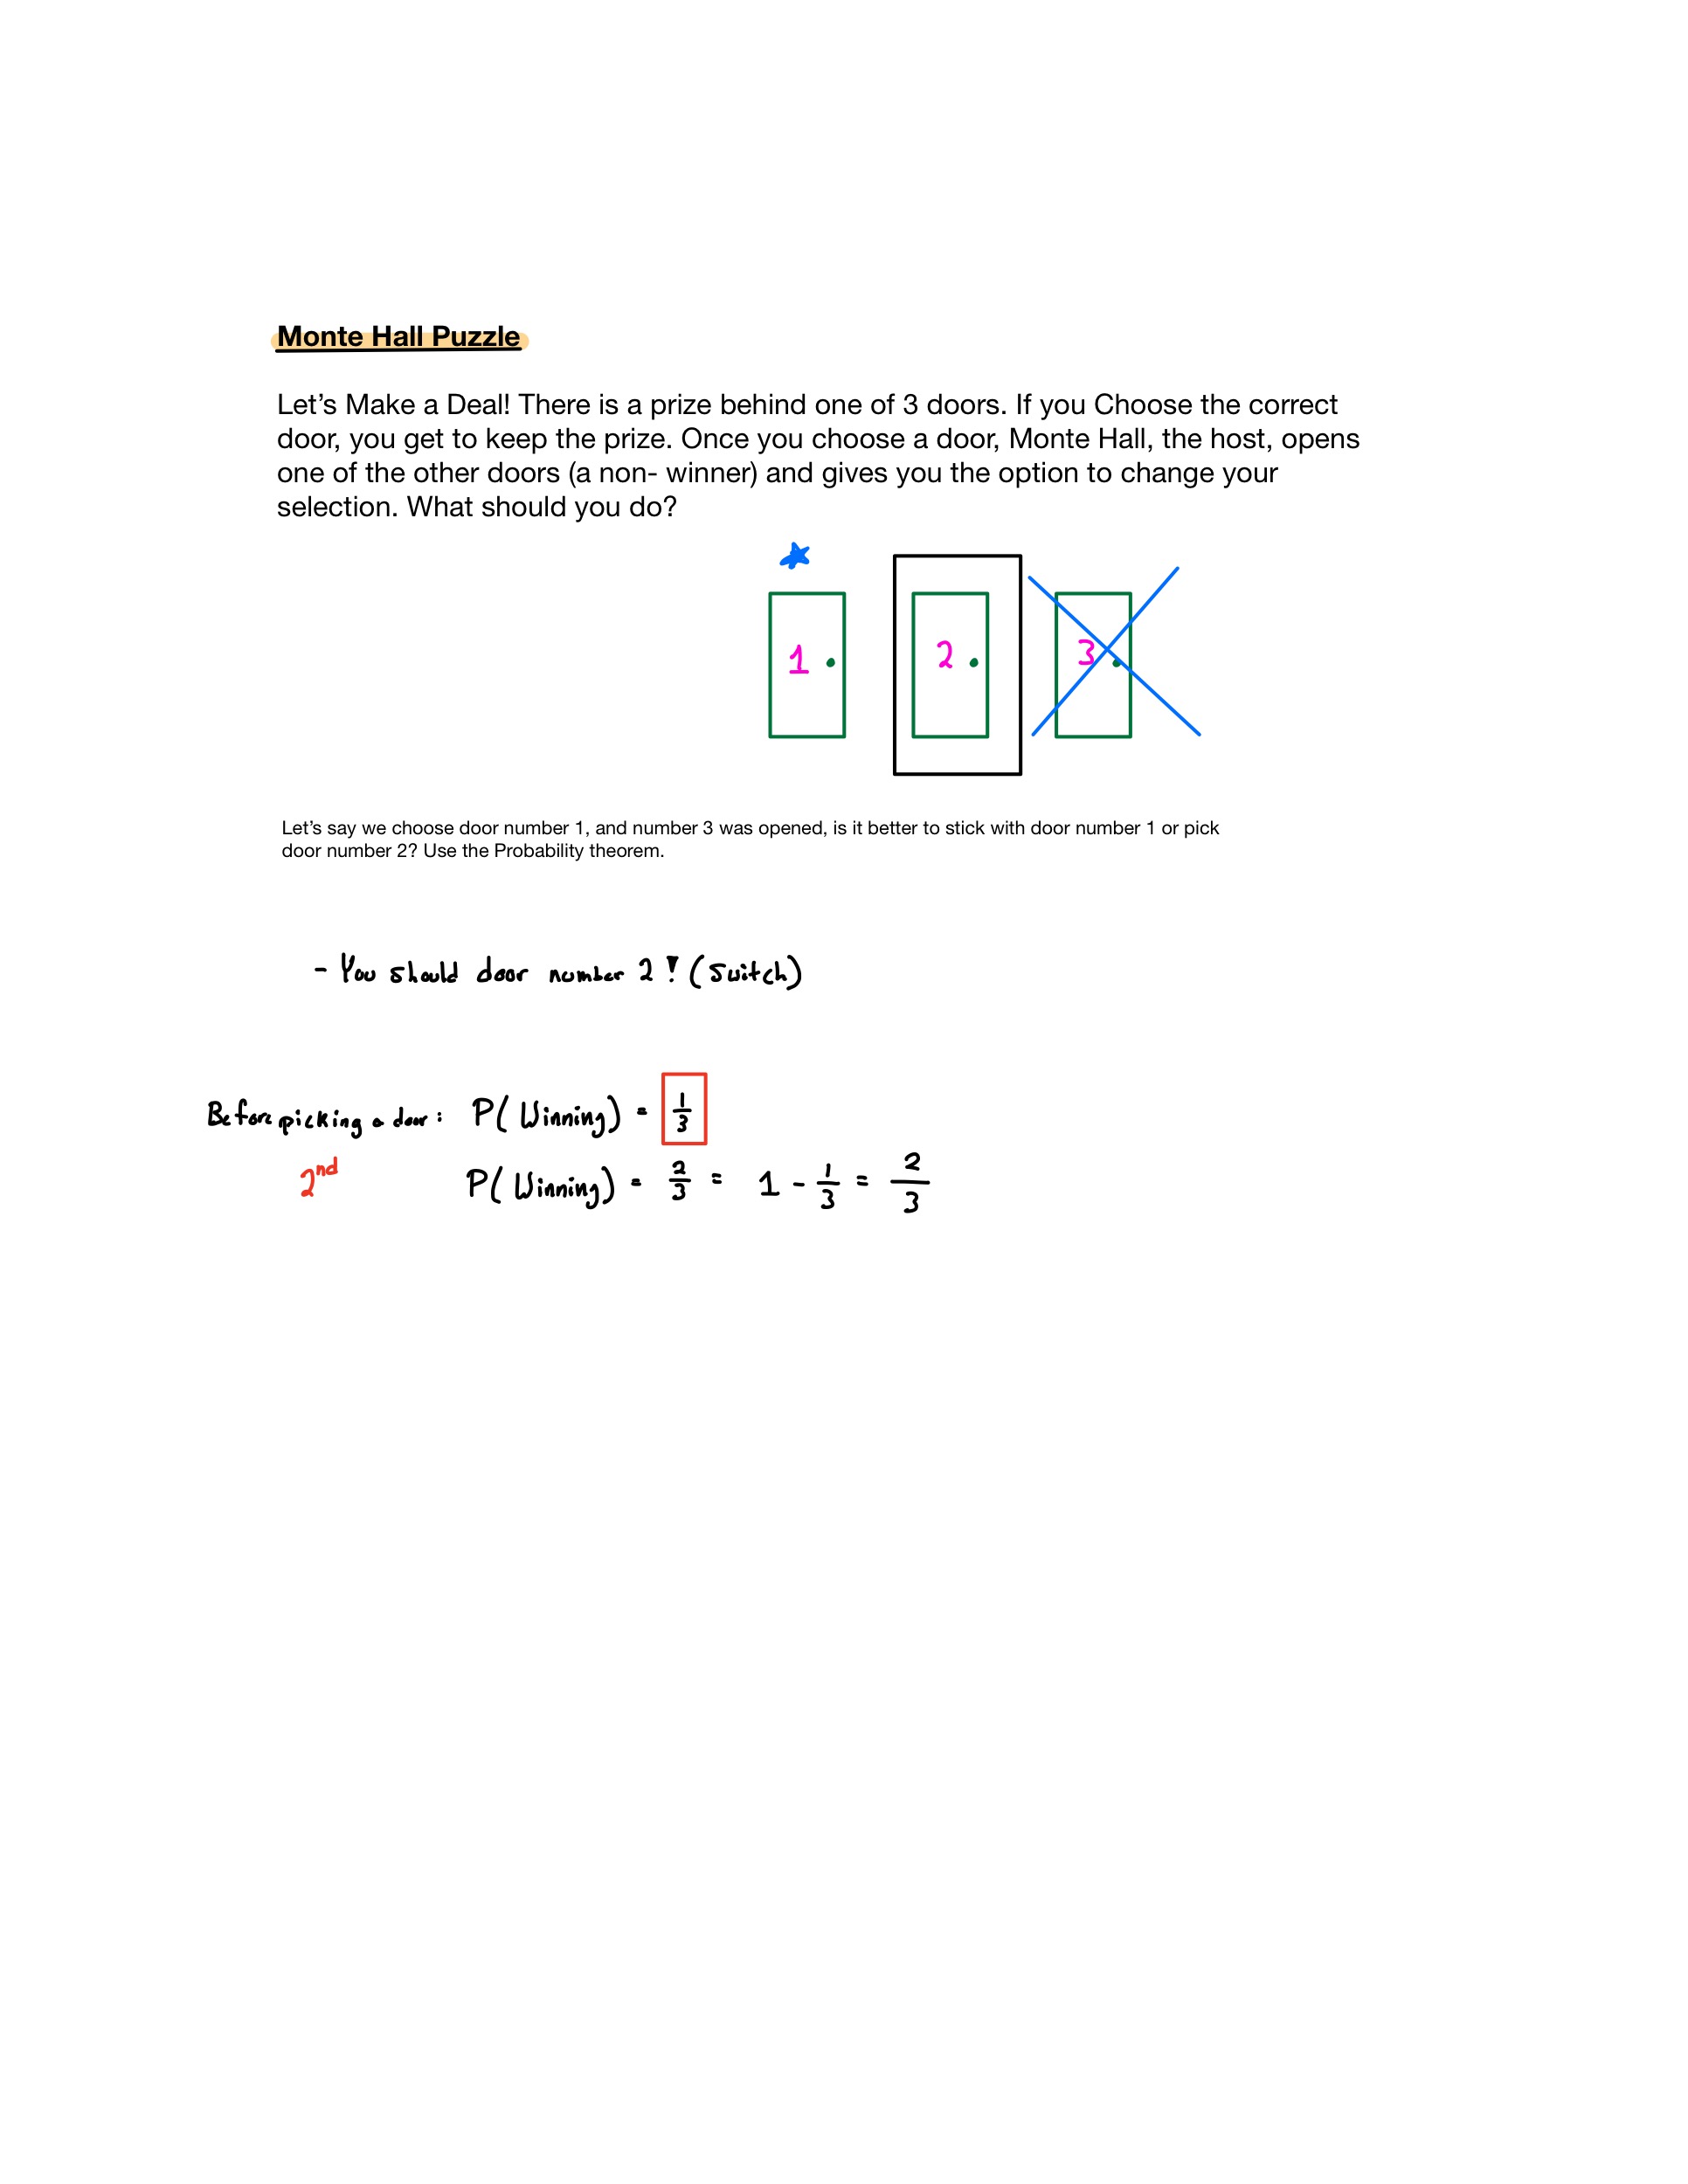 Monte Hall Puzzle
Let's Make a Deal! There is a prize behind one of 3 doors. If you Choose the correct
door, you get to keep the prize. Once you choose a door, Monte Hall, the host, opens
one of the other doors (a non- winner) and gives you the option to change your
selection. What should you do?
1 2 3
Let's say we choose door number 1, and number 3 was opened, is it better to stick with door number 1 or pick
door number 2? Use the Probability theorem.
- You should door number 2! (Switch)
Before picking a door: P(Winning) = 1/3
2nd P(Winning) = 2/3 = 1 - 1/3 = 2/3